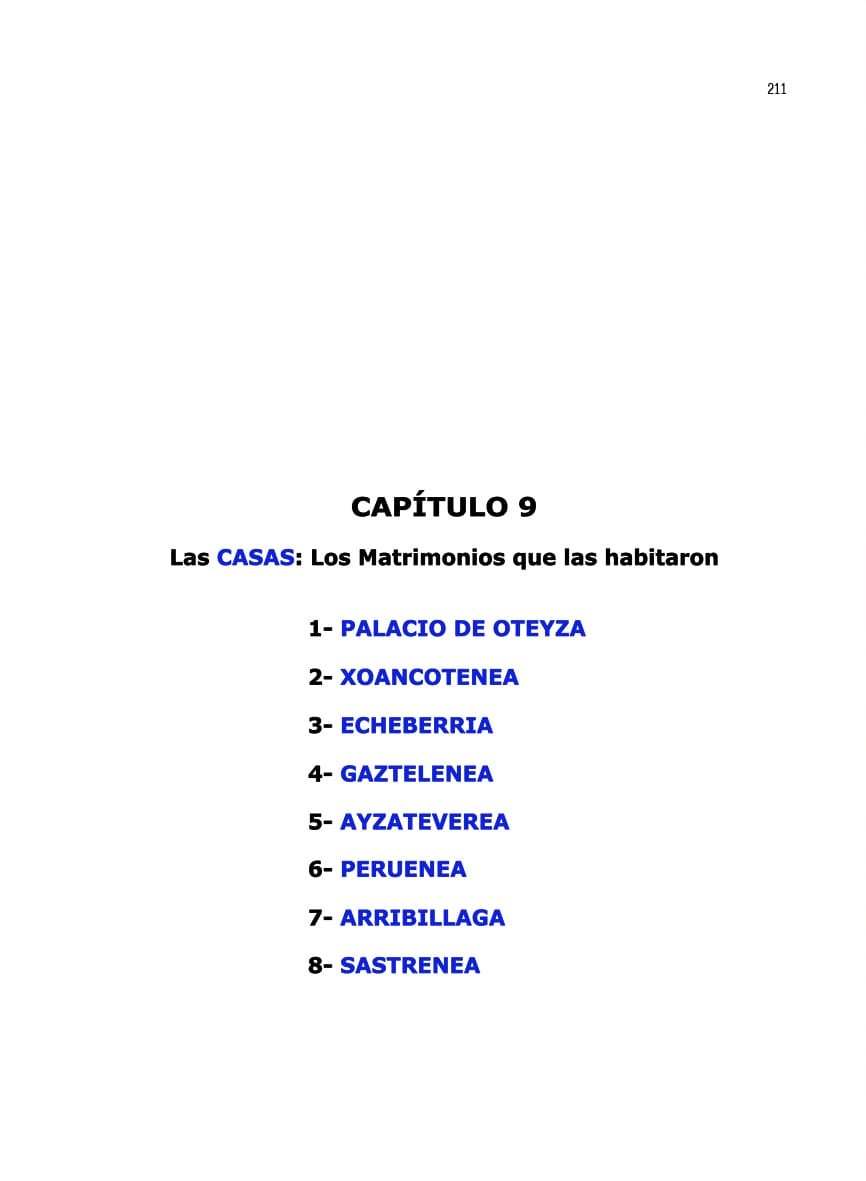 211
CAPÍTULO 9
Las CASAS: Los Matrimonios que las habitaron
1- PALACIO DE OTEYZA
2- XOANCOTENEA
3- ECHEBERRIA
4- GAZTELENEA
5- AYZATEVEREA
6- PERUENEA
7- ARRIBILLAGA
8- SASTRENEA